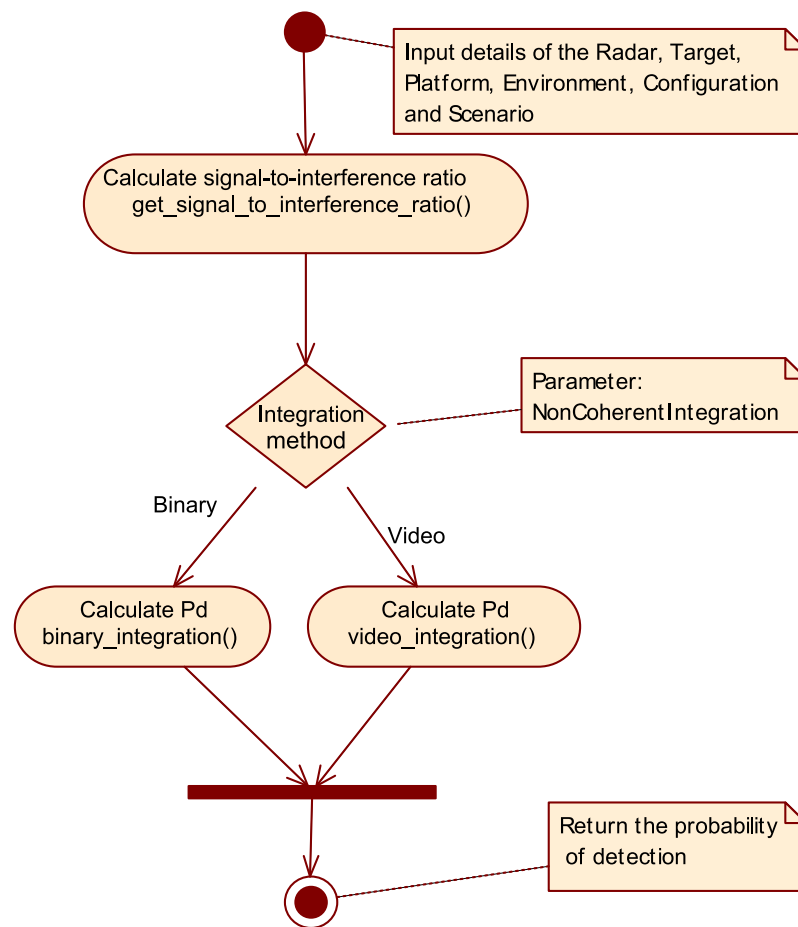 Input details of the Radar, Target,
Platform, Environment, Configuration
and Scenario
Calculate signal-to-interference ratio
get_signal_to_interference_ratio()
Integration
method
Parameter:
NonCoherentIntegration
Binary
Video
Calculate Pd
binary_integration()
Calculate Pd
video_integration()
Return the probability
of detection